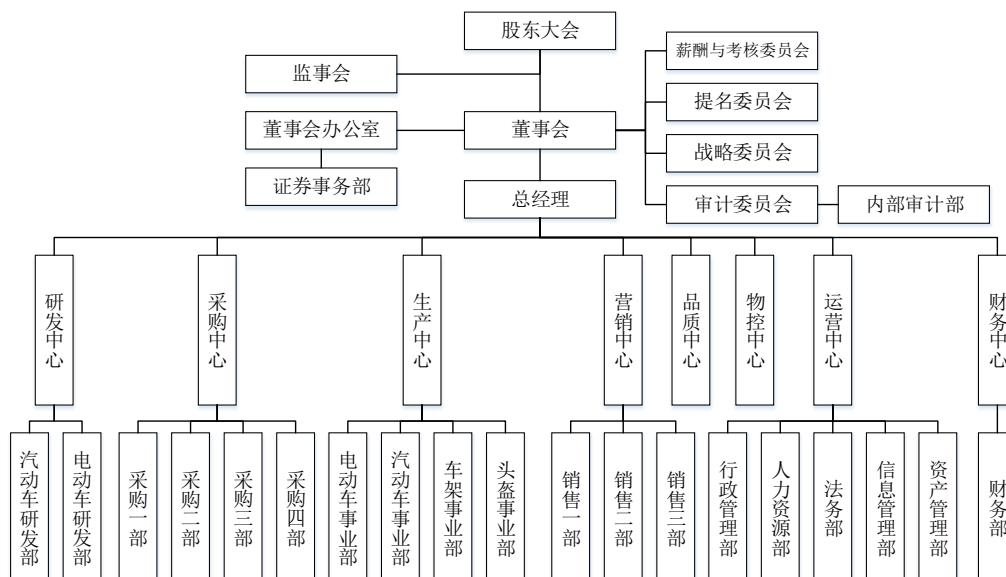 股东大会
监事会
薪酬与考核委员会
提名委员会
董事会办公室
董事会
战略委员会
证券事务部
总经理
审计委员会
内部审计部
研发中心
采购中心
生产中心
营销中心
品质中心
物控中心
运营中心
财务中心
汽动车研发部
电动车研发部
采购一部
采购二部
采购三部
采购四部
电动车事业部
汽动车事业部
车架事业部
头盔事业部
销售一部
销售二部
销售三部
行政管理部
人力资源部
法务部
信息管理部
资产管理部
财务部